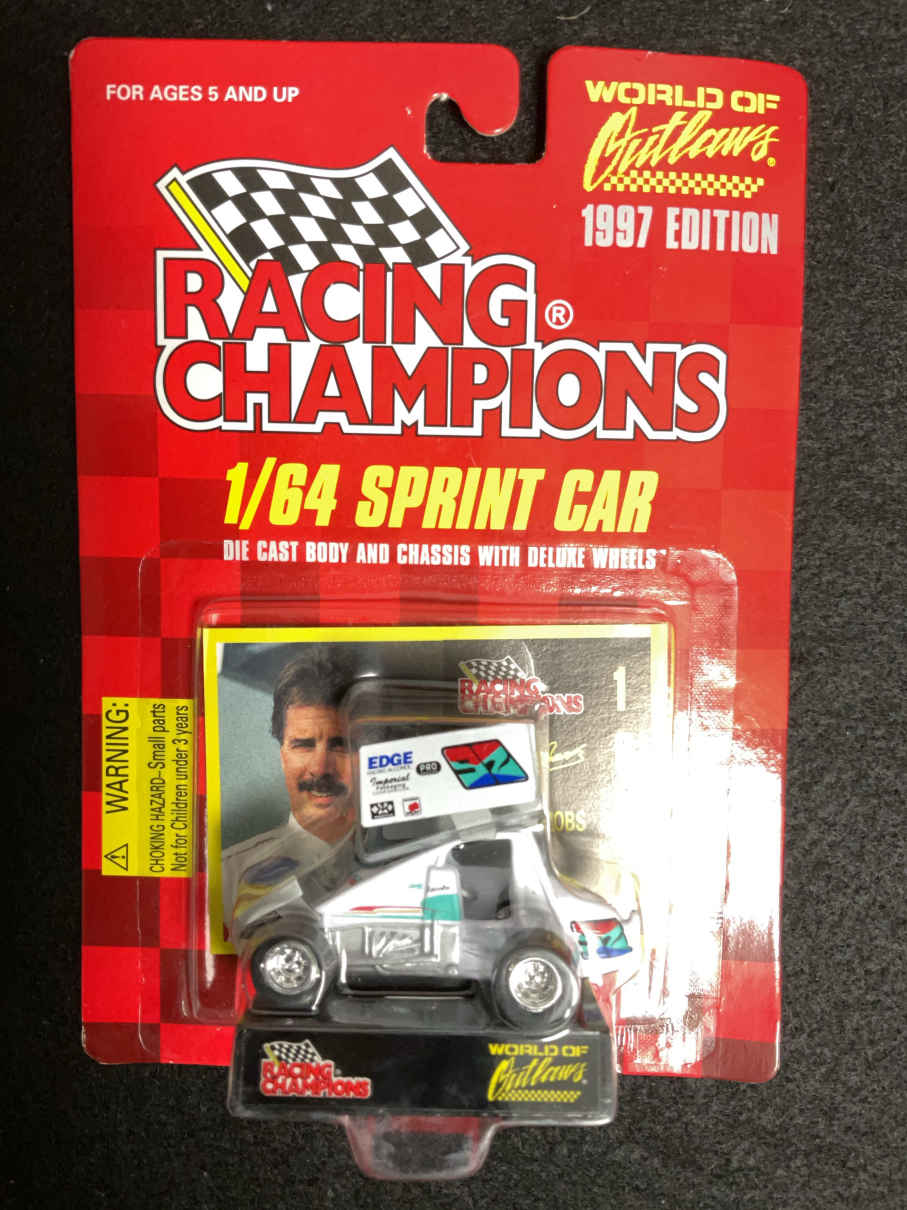 FOR AGES 5 AND UP
WORLD OF
Outlaws®
1997 EDITION
RACING ®
CHAMPIONS
1/64 SPRINT CAR
DIE CAST BODY AND CHASSIS WITH DELUXE WHEELS
WARNING:
CHOKING HAZARD–Small parts
Not for Children under 3 years
RACING
CHAMPIONS
1
OBS
EDGE
PRO
Imperial
RACING
CHAMPIONS
WORLD OF
Outlaws